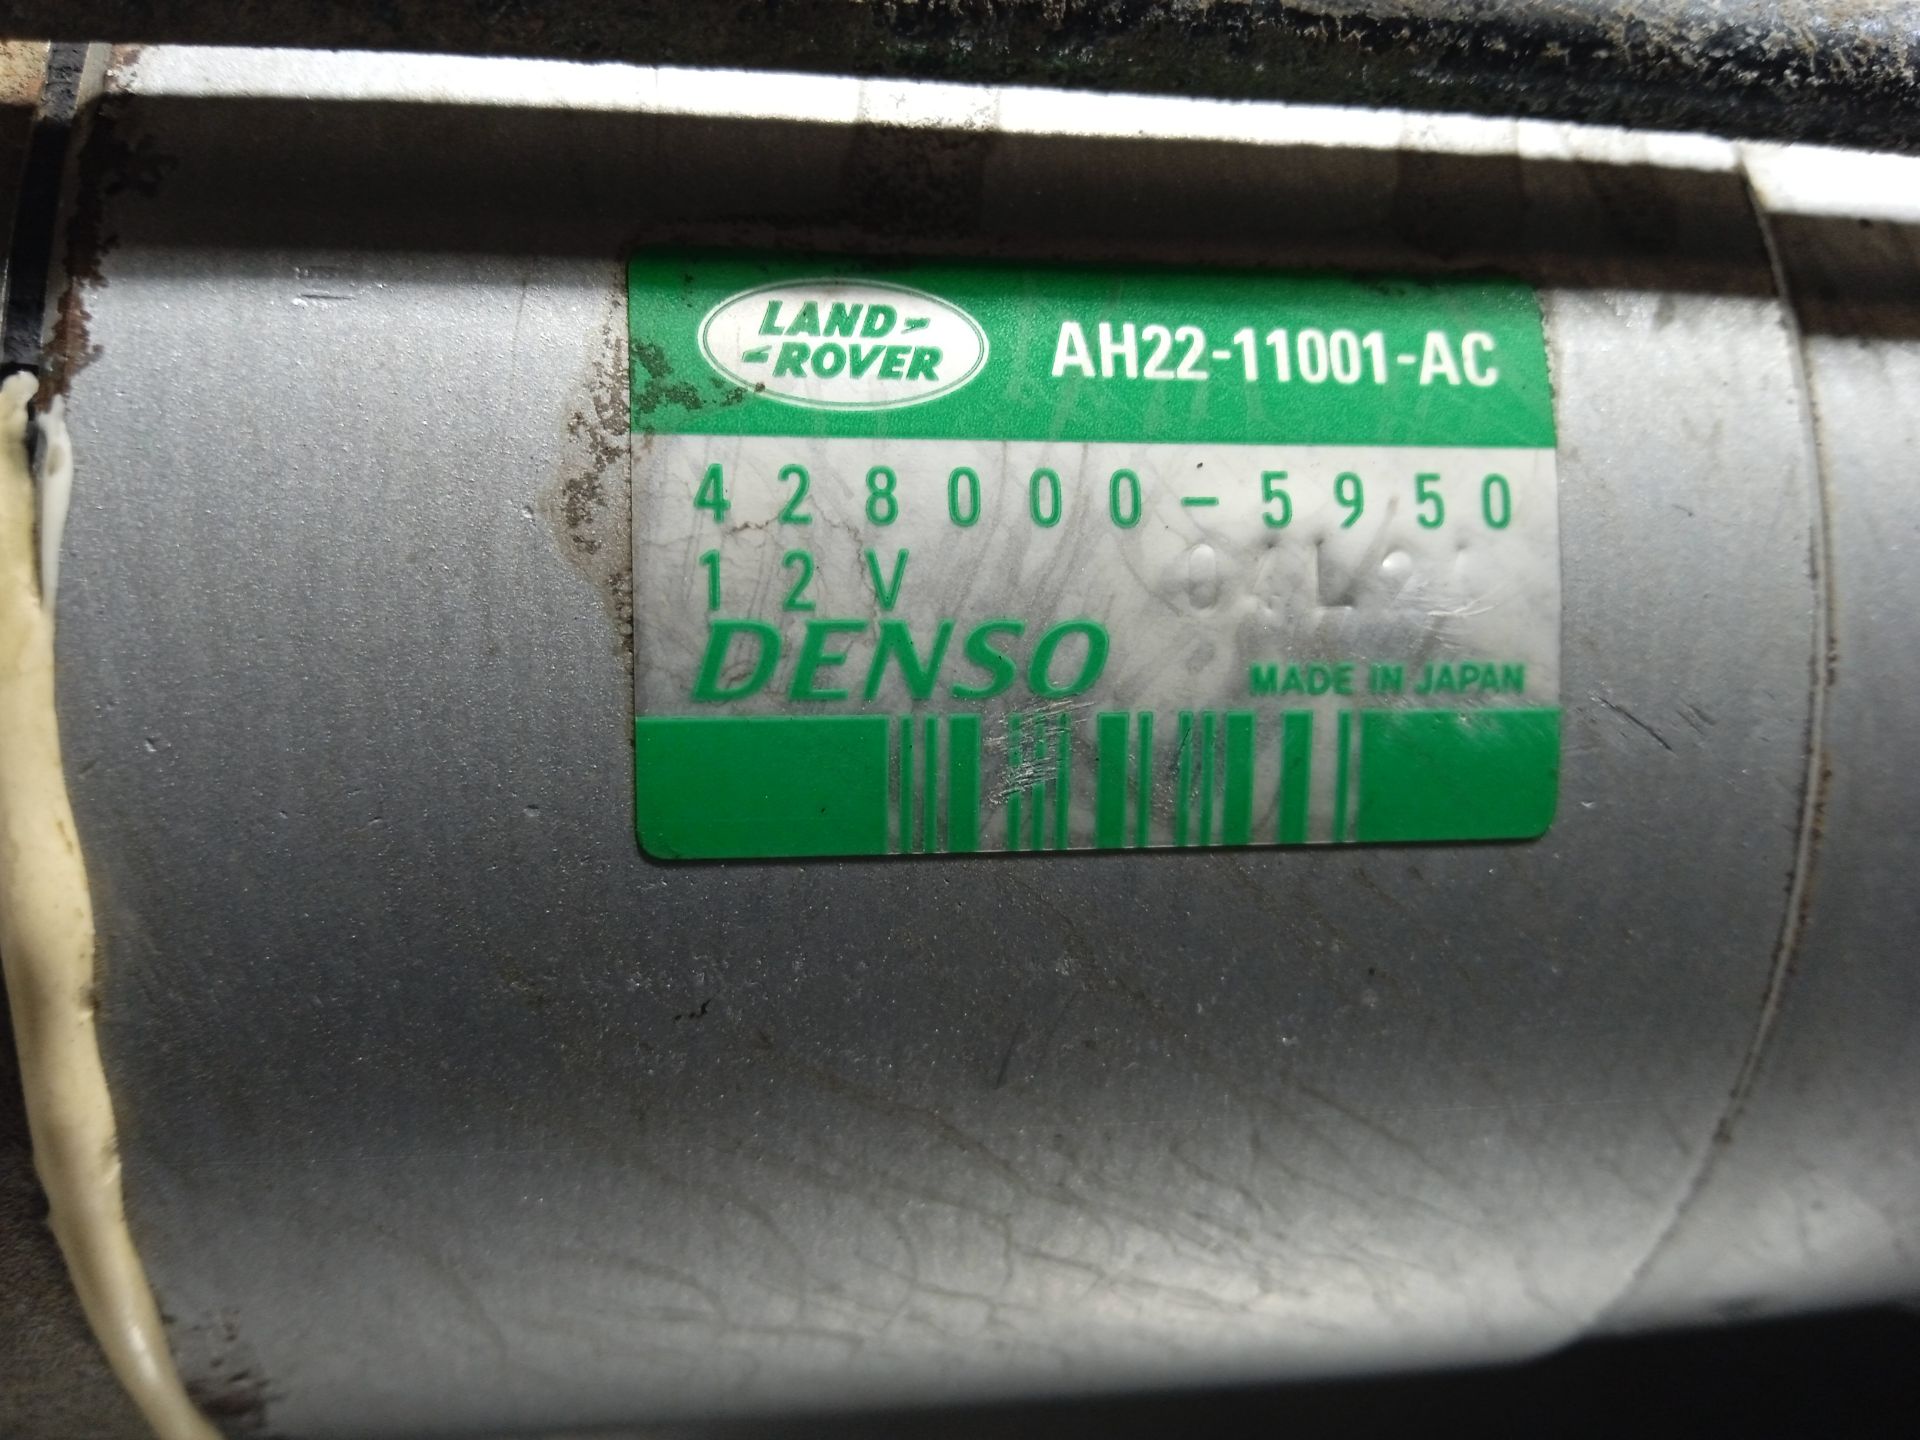 LAND-
-ROVER
AH22-11001-AC
428000-5950
12V
DENSO
MADE IN JAPAN